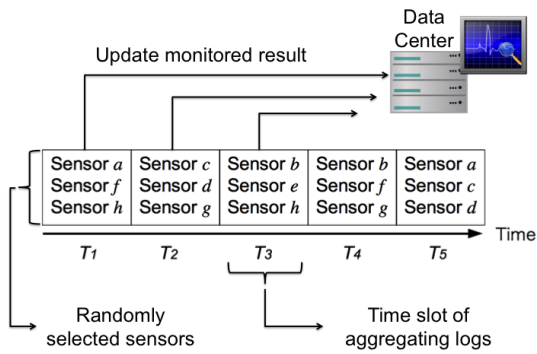 Data
Center
Update monitored result
Sensor a
Sensor f
Sensor h
Sensor c
Sensor d
Sensor g
Sensor b
Sensor e
Sensor h
Sensor b
Sensor f
Sensor g
Sensor a
Sensor c
Sensor d
Time
T1
T2
T3
T4
T5
Randomly
selected sensors
Time slot of
aggregating logs